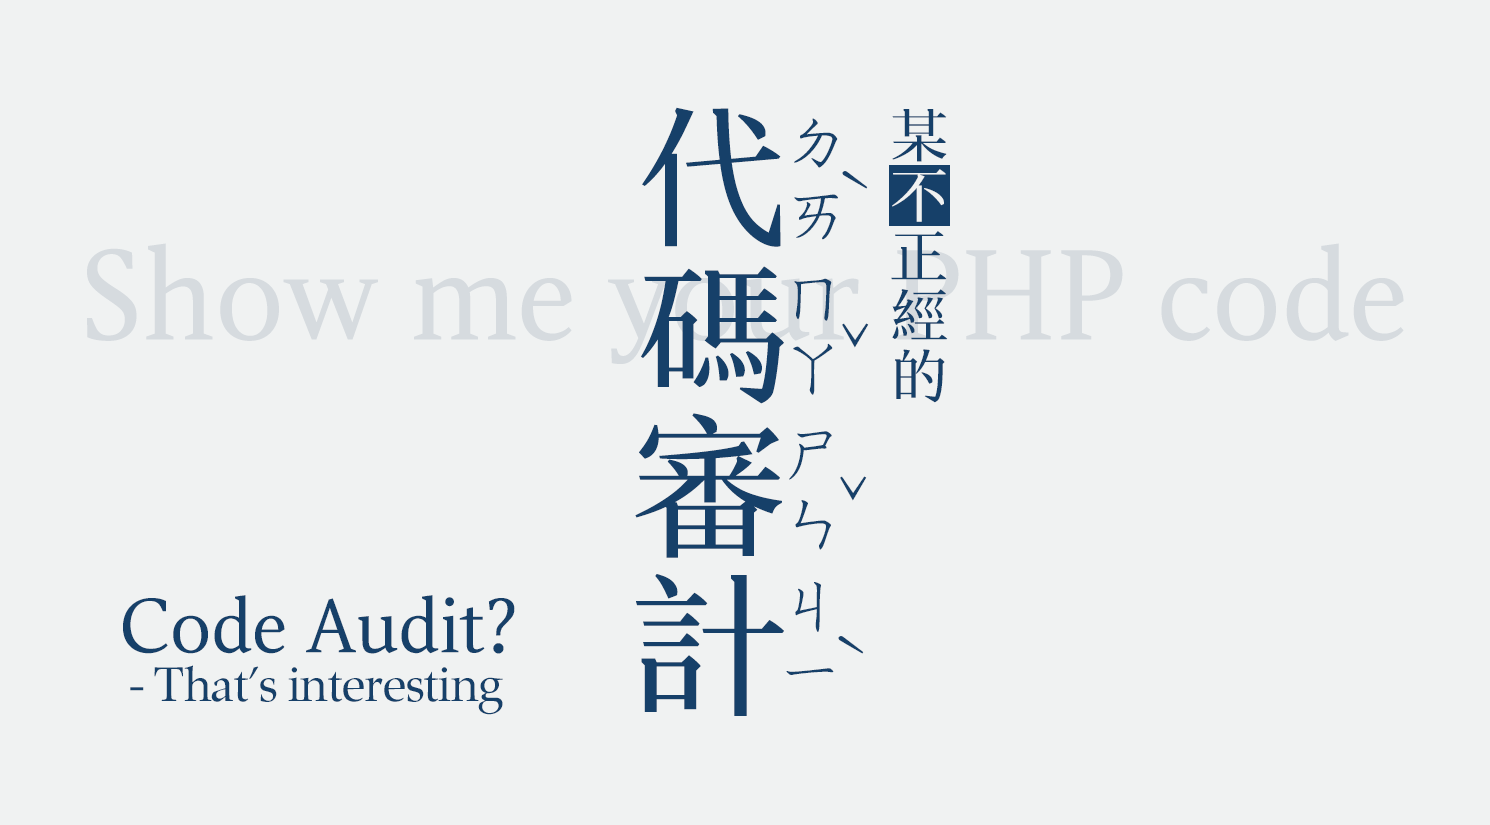 某不正經的
代碼審計
ㄉㄞˋ
ㄇㄚˇ
ㄕㄣˇ
ㄐㄧˋ
Show me your PHP code
Code Audit?
- That's interesting